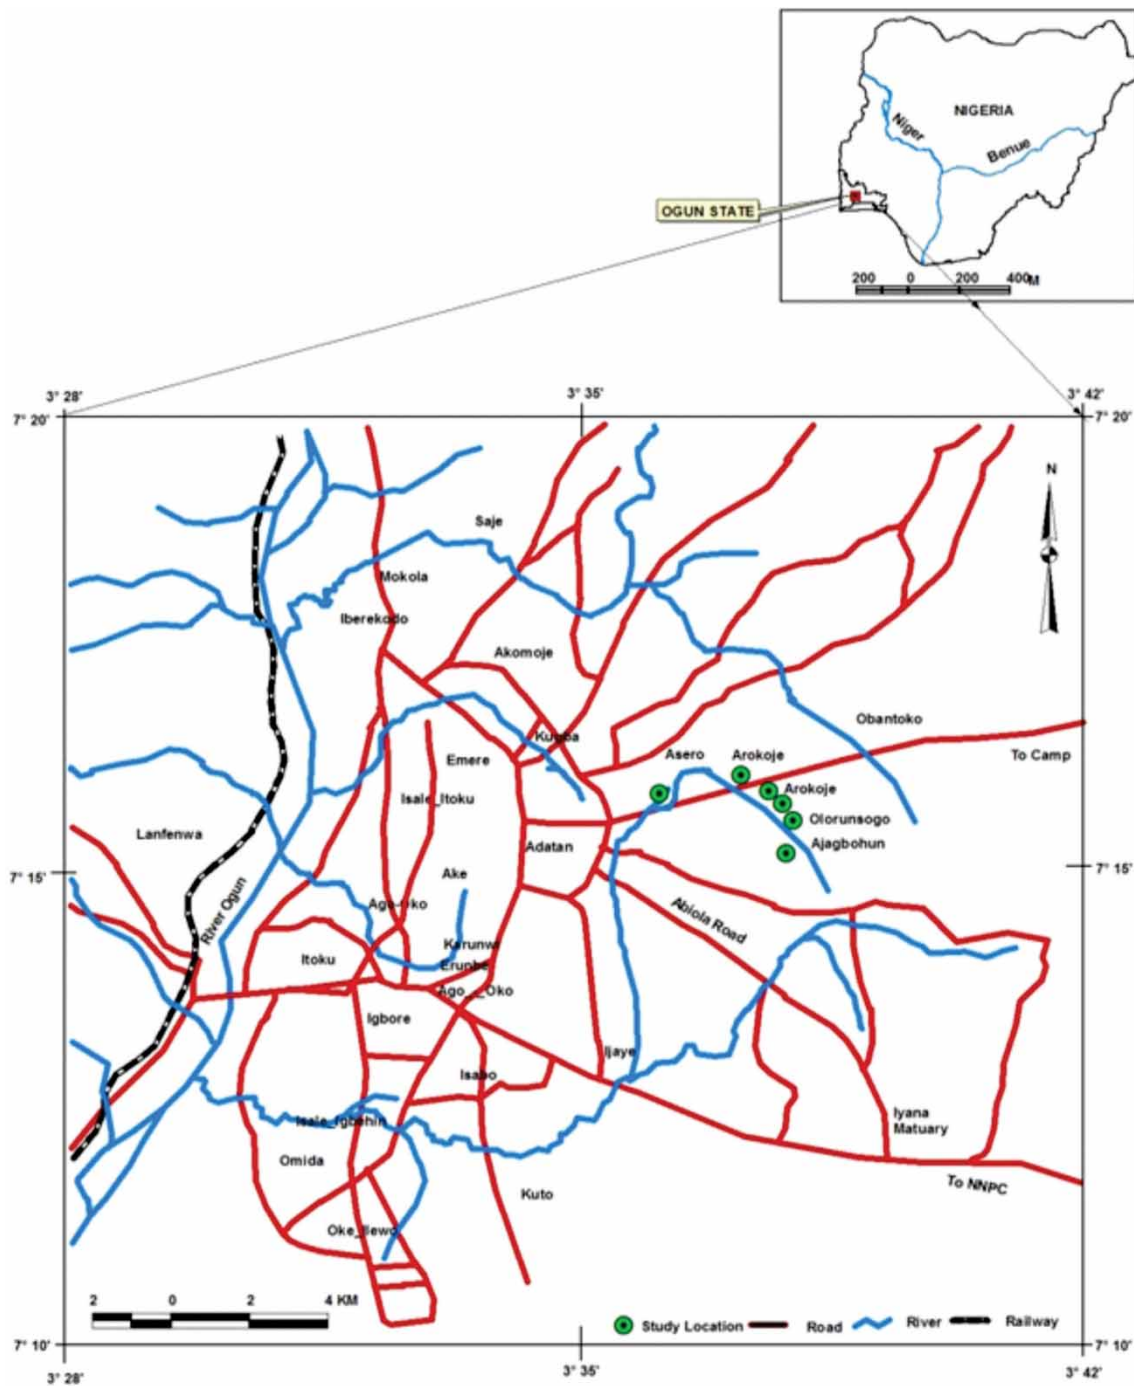 NIGERIA
Niger
Benue
OGUN STATE
200 0 200 400 M
3° 28' 3° 35' 3° 42'
7° 20' 7° 20'
N
Saje
Mokola
Iberekodo
Akomoje
Obantoko
Kugba
Asero Arokoje
To Camp
Emere
Arokoje
Isale_Itoku
Olorunsogo
Lanfenwa
Adatan
Ajagbohun
7° 15' 7° 15'
Ake
River Ogun
Ago-Oko
Abiola Road
Karunwi
Itoku
Erunbe
Ago_Oko
Igbore
Ijaye
Isabo
Isale_Igbehin
Iyana
Matuary
Omida
To NNPC
Kuto
Oke_Ilewo
2 0 2 4 KM
Study Location Road River Railway
7° 10' 7° 10'
3° 28' 3° 35' 3° 42'